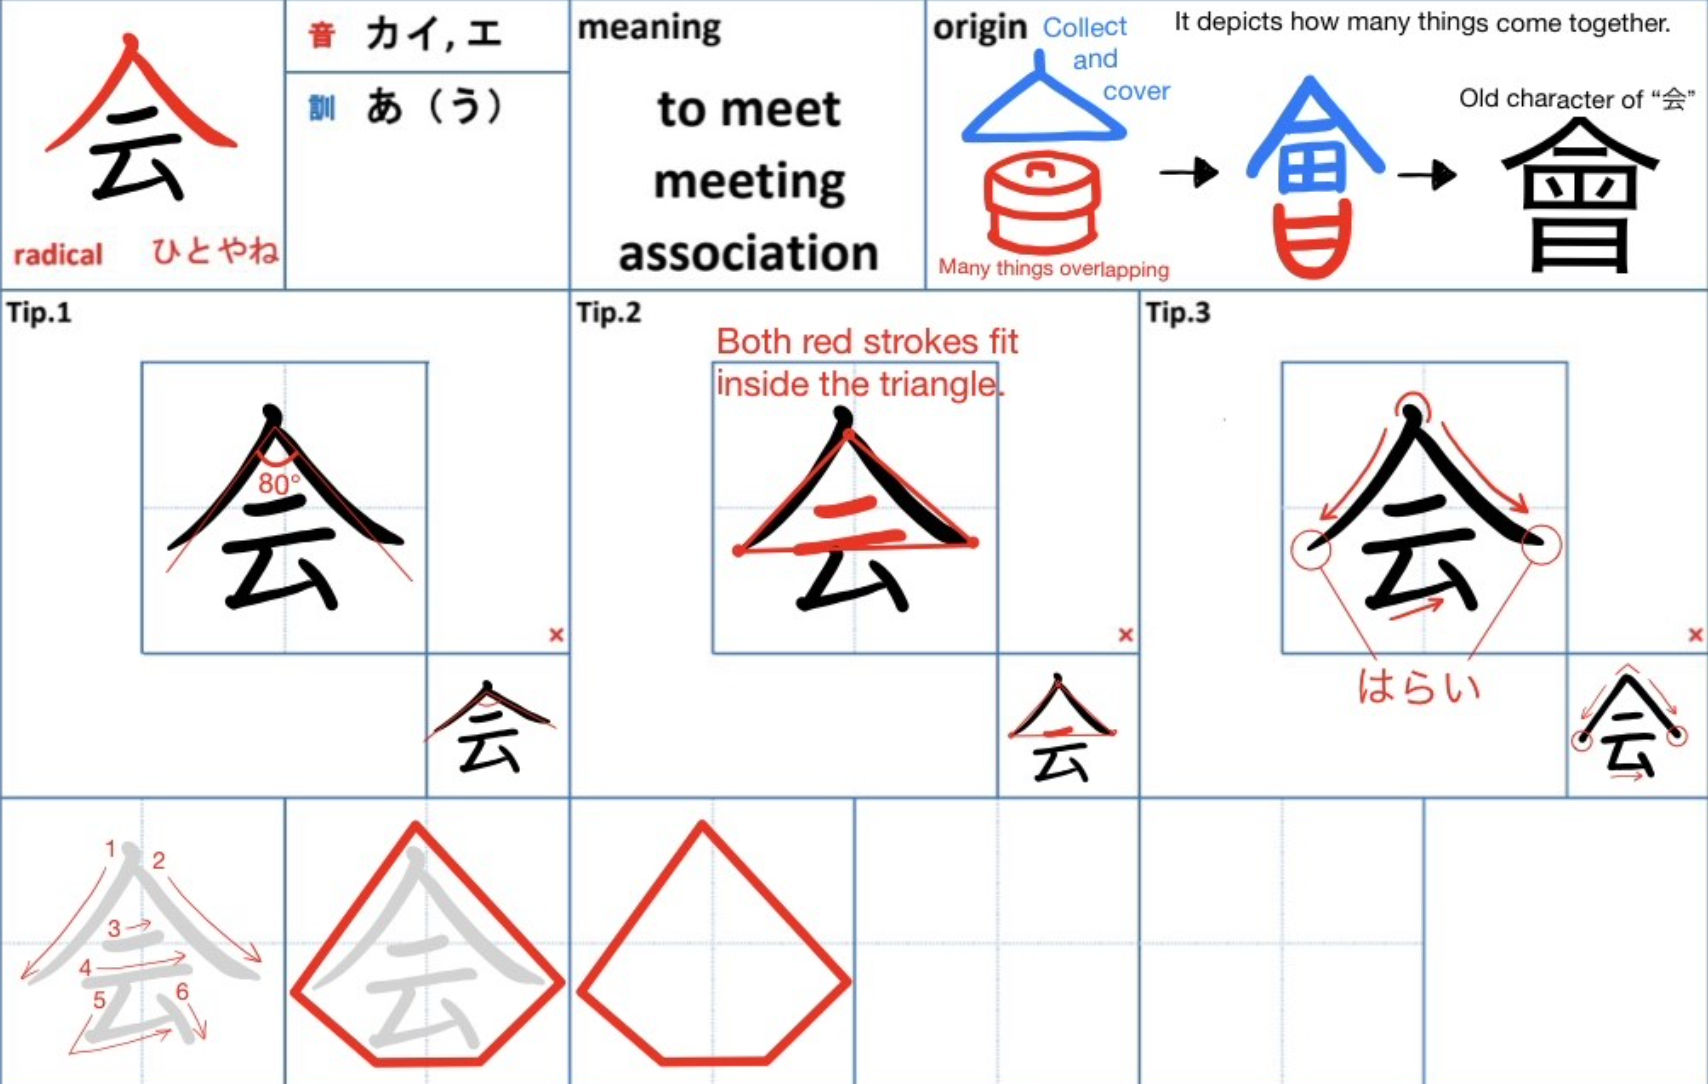 会
radical ひとやね
音 カイ, エ
訓 あ（う）
meaning
to meet
meeting
association
origin
Collect
and
cover
It depicts how many things come together.
Many things overlapping
Old character of “会”
會
Tip.1
80°
会
×
会
Tip.2
Both red strokes fit
inside the triangle.
会
×
会
Tip.3
会
はらい
×
会
1
2
3
4
5
6
会
会